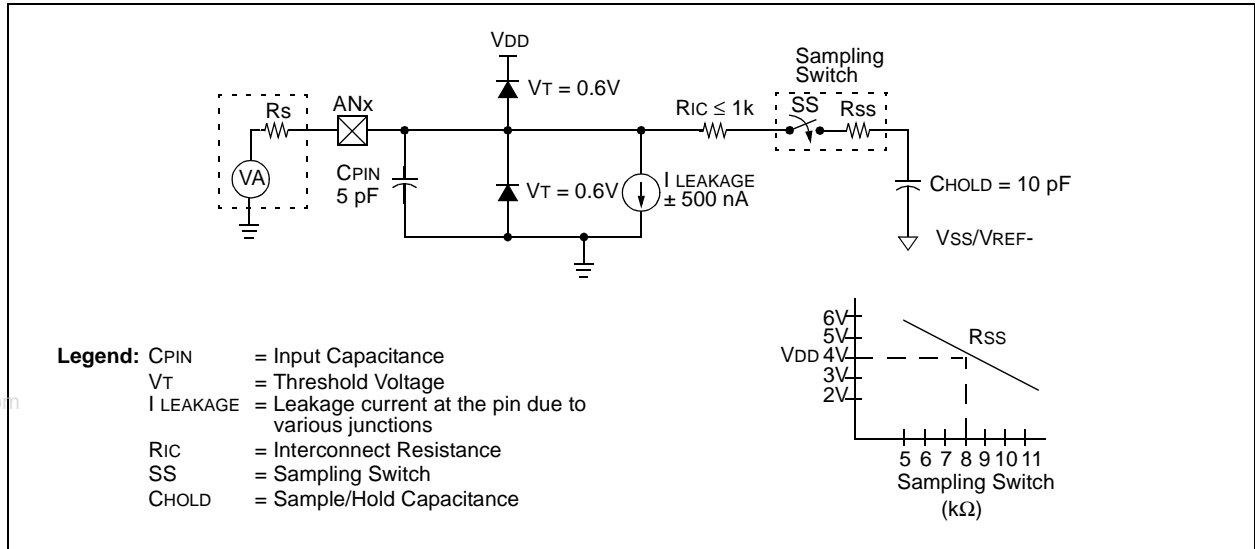 VDD
Sampling
Switch
VT = 0.6V
Rs
ANx
RIC ≤ 1k
SS
RSS
VA
CPIN
5 pF
VT = 0.6V
I LEAKAGE
± 500 nA
CHOLD = 10 pF
VSS/VREF-
Legend: CPIN = Input Capacitance
VT = Threshold Voltage
I LEAKAGE = Leakage current at the pin due to
various junctions
RIC = Interconnect Resistance
SS = Sampling Switch
CHOLD = Sample/Hold Capacitance
6V
5V
RSS
VDD 4V
3V
2V
5 6 7 8 9 10 11
Sampling Switch
(kΩ)
om